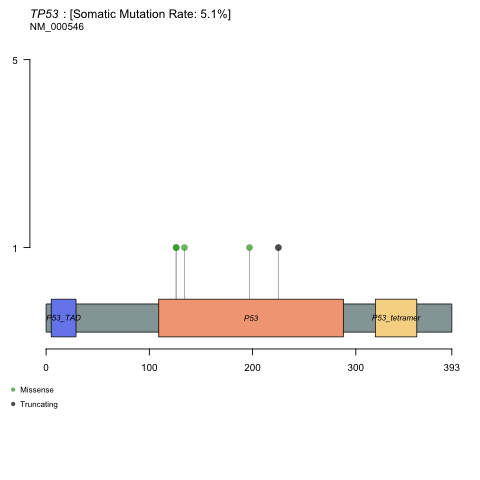 TP53 : [Somatic Mutation Rate: 5.1%]
NM_000546
5
1
P53_TAD
P53
P53_tetramer
0
100
200
300
393
Missense
Truncating